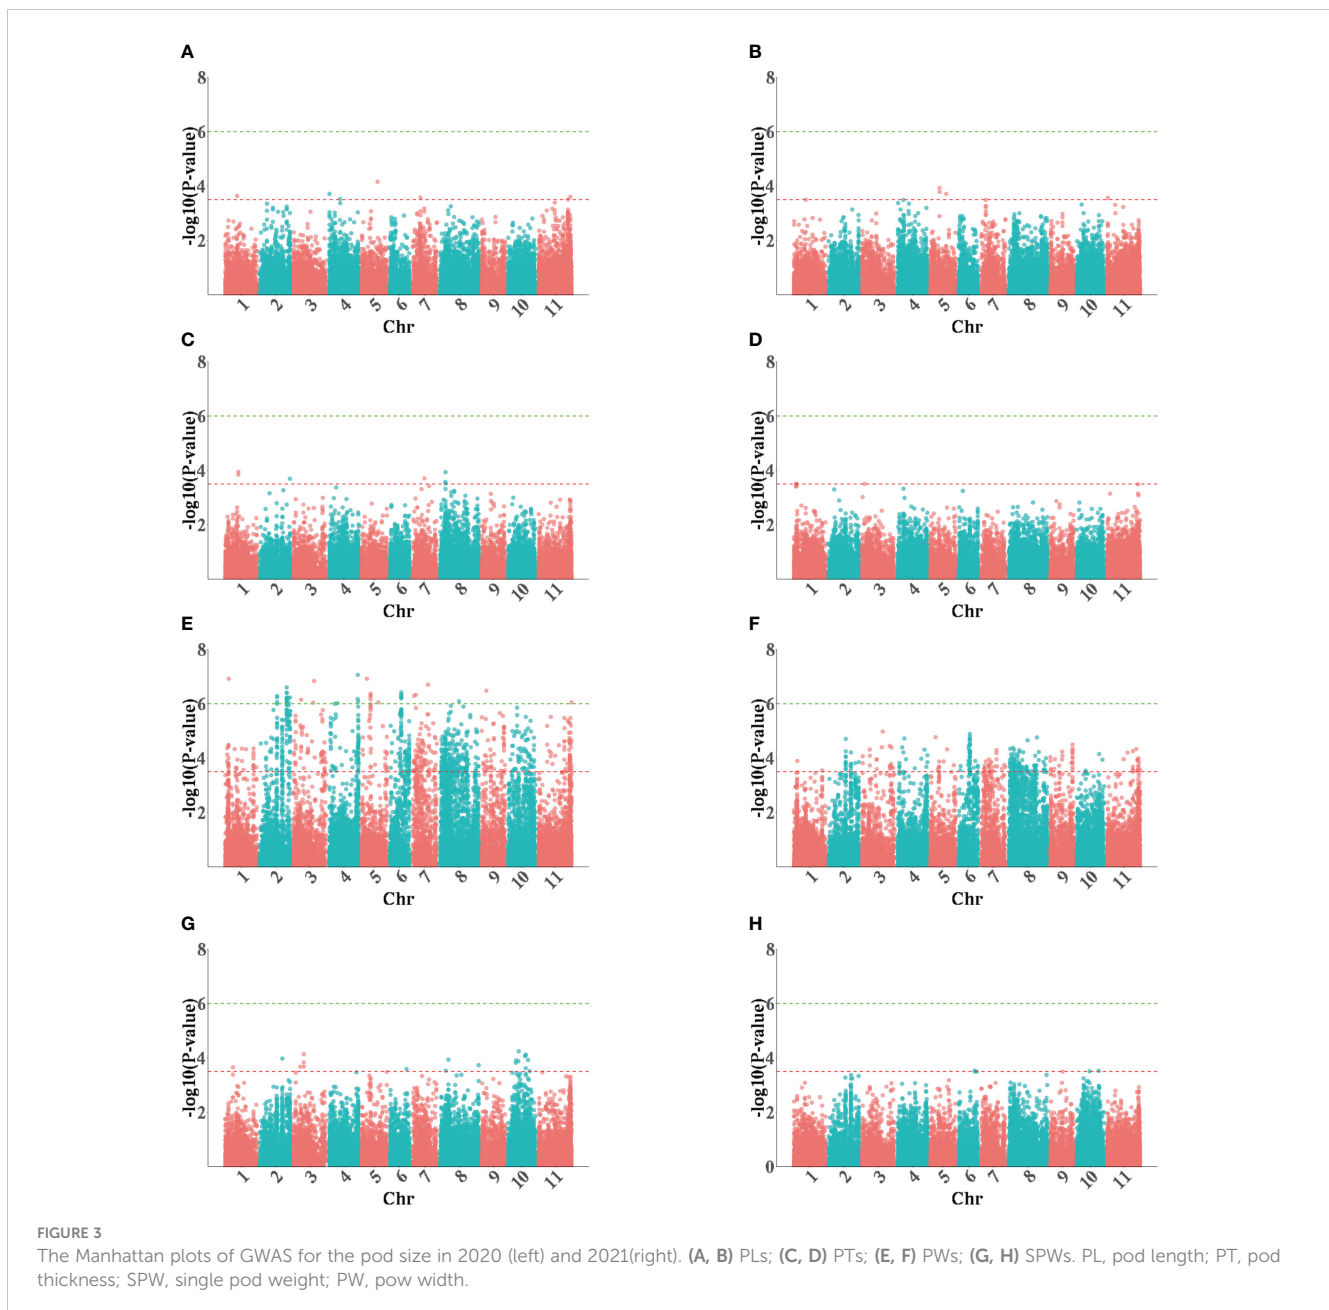 A
8
6
4
2
-log10(P-value)
1 2 3 4 5 6 7 8 9 10 11
Chr
B
8
6
4
2
-log10(P-value)
1 2 3 4 5 6 7 8 9 10 11
Chr
C
8
6
4
2
-log10(P-value)
1 2 3 4 5 6 7 8 9 10 11
Chr
D
8
6
4
2
-log10(P-value)
1 2 3 4 5 6 7 8 9 10 11
Chr
E
8
6
4
2
-log10(P-value)
1 2 3 4 5 6 7 8 9 10 11
Chr
F
8
6
4
2
-log10(P-value)
1 2 3 4 5 6 7 8 9 10 11
Chr
G
8
6
4
2
-log10(P-value)
1 2 3 4 5 6 7 8 9 10 11
Chr
H
8
6
4
2
0
-log10(P-value)
1 2 3 4 5 6 7 8 9 10 11
Chr
FIGURE 3
The Manhattan plots of GWAS for the pod size in 2020 (left) and 2021(right). (A, B) PLs; (C, D) PTs; (E, F) PWs; (G, H) SPWs. PL, pod length; PT, pod
thickness; SPW, single pod weight; PW, pow width.